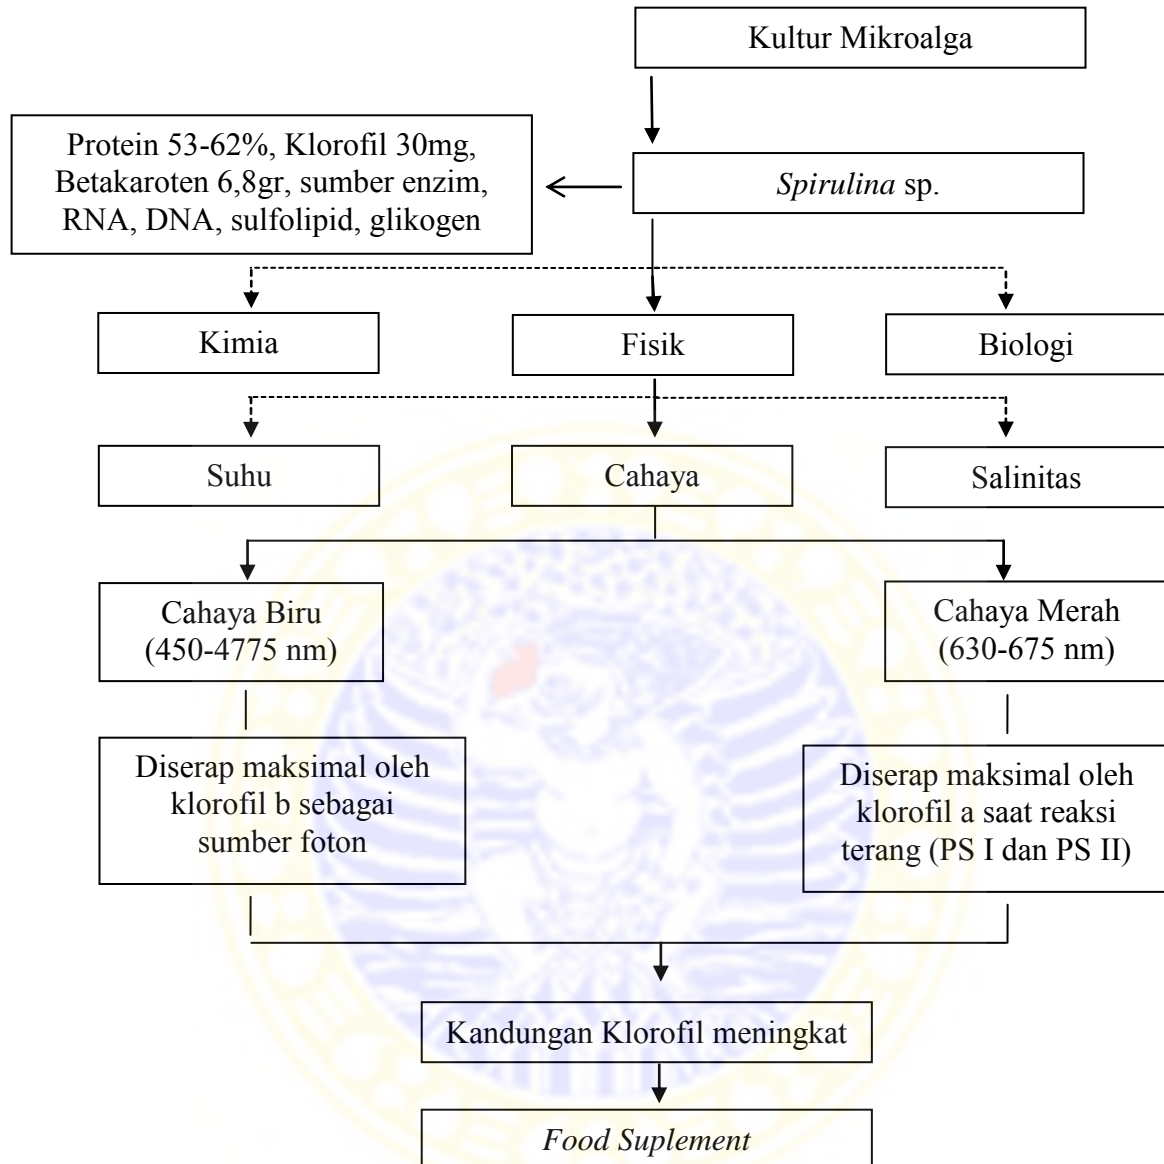 Kultur Mikroalga
Protein 53-62%, Klorofil 30mg,
Betakaroten 6,8gr, sumber enzim,
RNA, DNA, sulfolipid, glikogen
Spirulina sp.
Kimia
Fisik
Biologi
Suhu
Cahaya
Salinitas
Cahaya Biru
(450-4775 nm)
Cahaya Merah
(630-675 nm)
Diserap maksimal oleh
klorofil b sebagai
sumber foton
Diserap maksimal oleh
klorofil a saat reaksi
terang (PS I dan PS II)
Kandungan Klorofil meningkat
Food Suplement